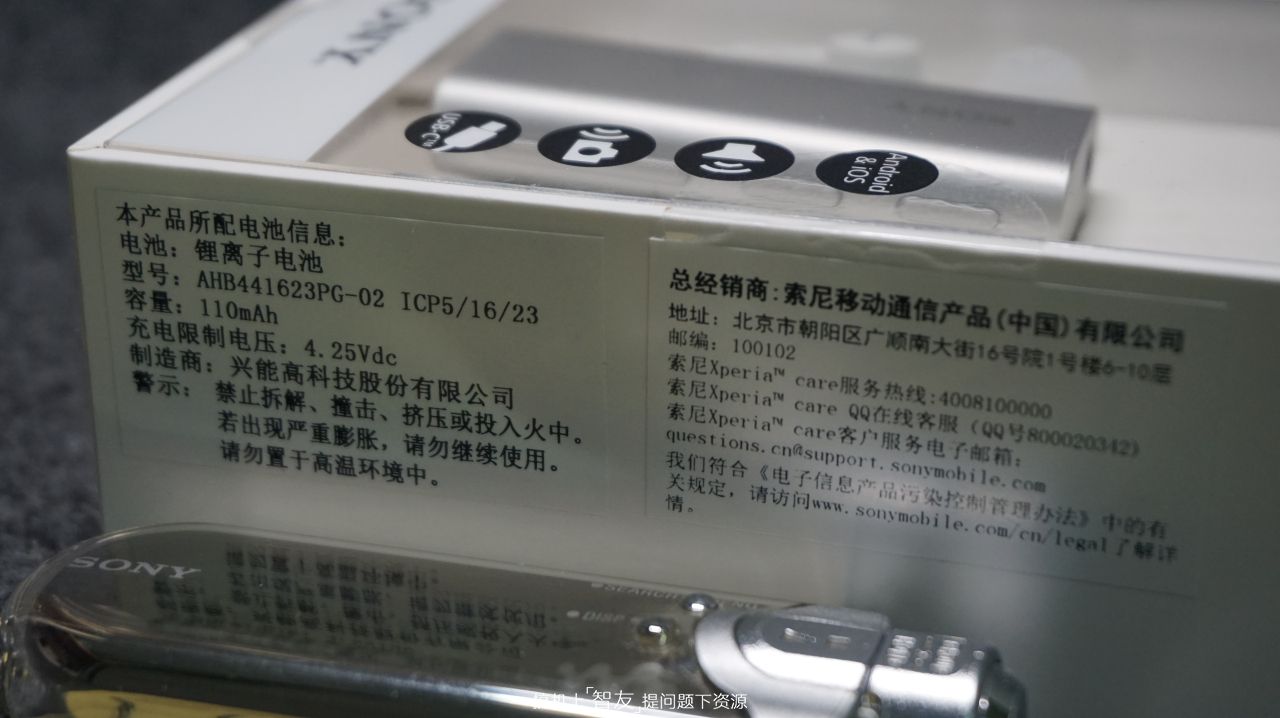 SONY
USB-C™
Android
& iOS
本产品所配电池信息:
电池: 锂离子电池
型号: AHB441623PG-02 ICP5/16/23
容量: 110mAh
充电限制电压: 4.25Vdc
制造商: 兴能高科技股份有限公司
警示: 禁止拆解、撞击、挤压或投入火中。
若出现严重膨胀, 请勿继续使用。
请勿置于高温环境中。
总经销商:索尼移动通信产品(中国)有限公司
地址: 北京市朝阳区广顺南大街16号院1号楼6-10层
邮编: 100102
索尼Xperia™ care服务热线:4008100000
索尼Xperia™ care QQ在线客服 (QQ号800020342)
索尼Xperia™ care客户服务电子邮箱:
questions.cn@support.sonymobile.com
我们符合《电子信息产品污染控制管理办法》中的有
关规定, 请访问www.sonymobile.com/cn/legal了解详
情。
SONY
SEARCH
DISP
「智友」提问题下资源